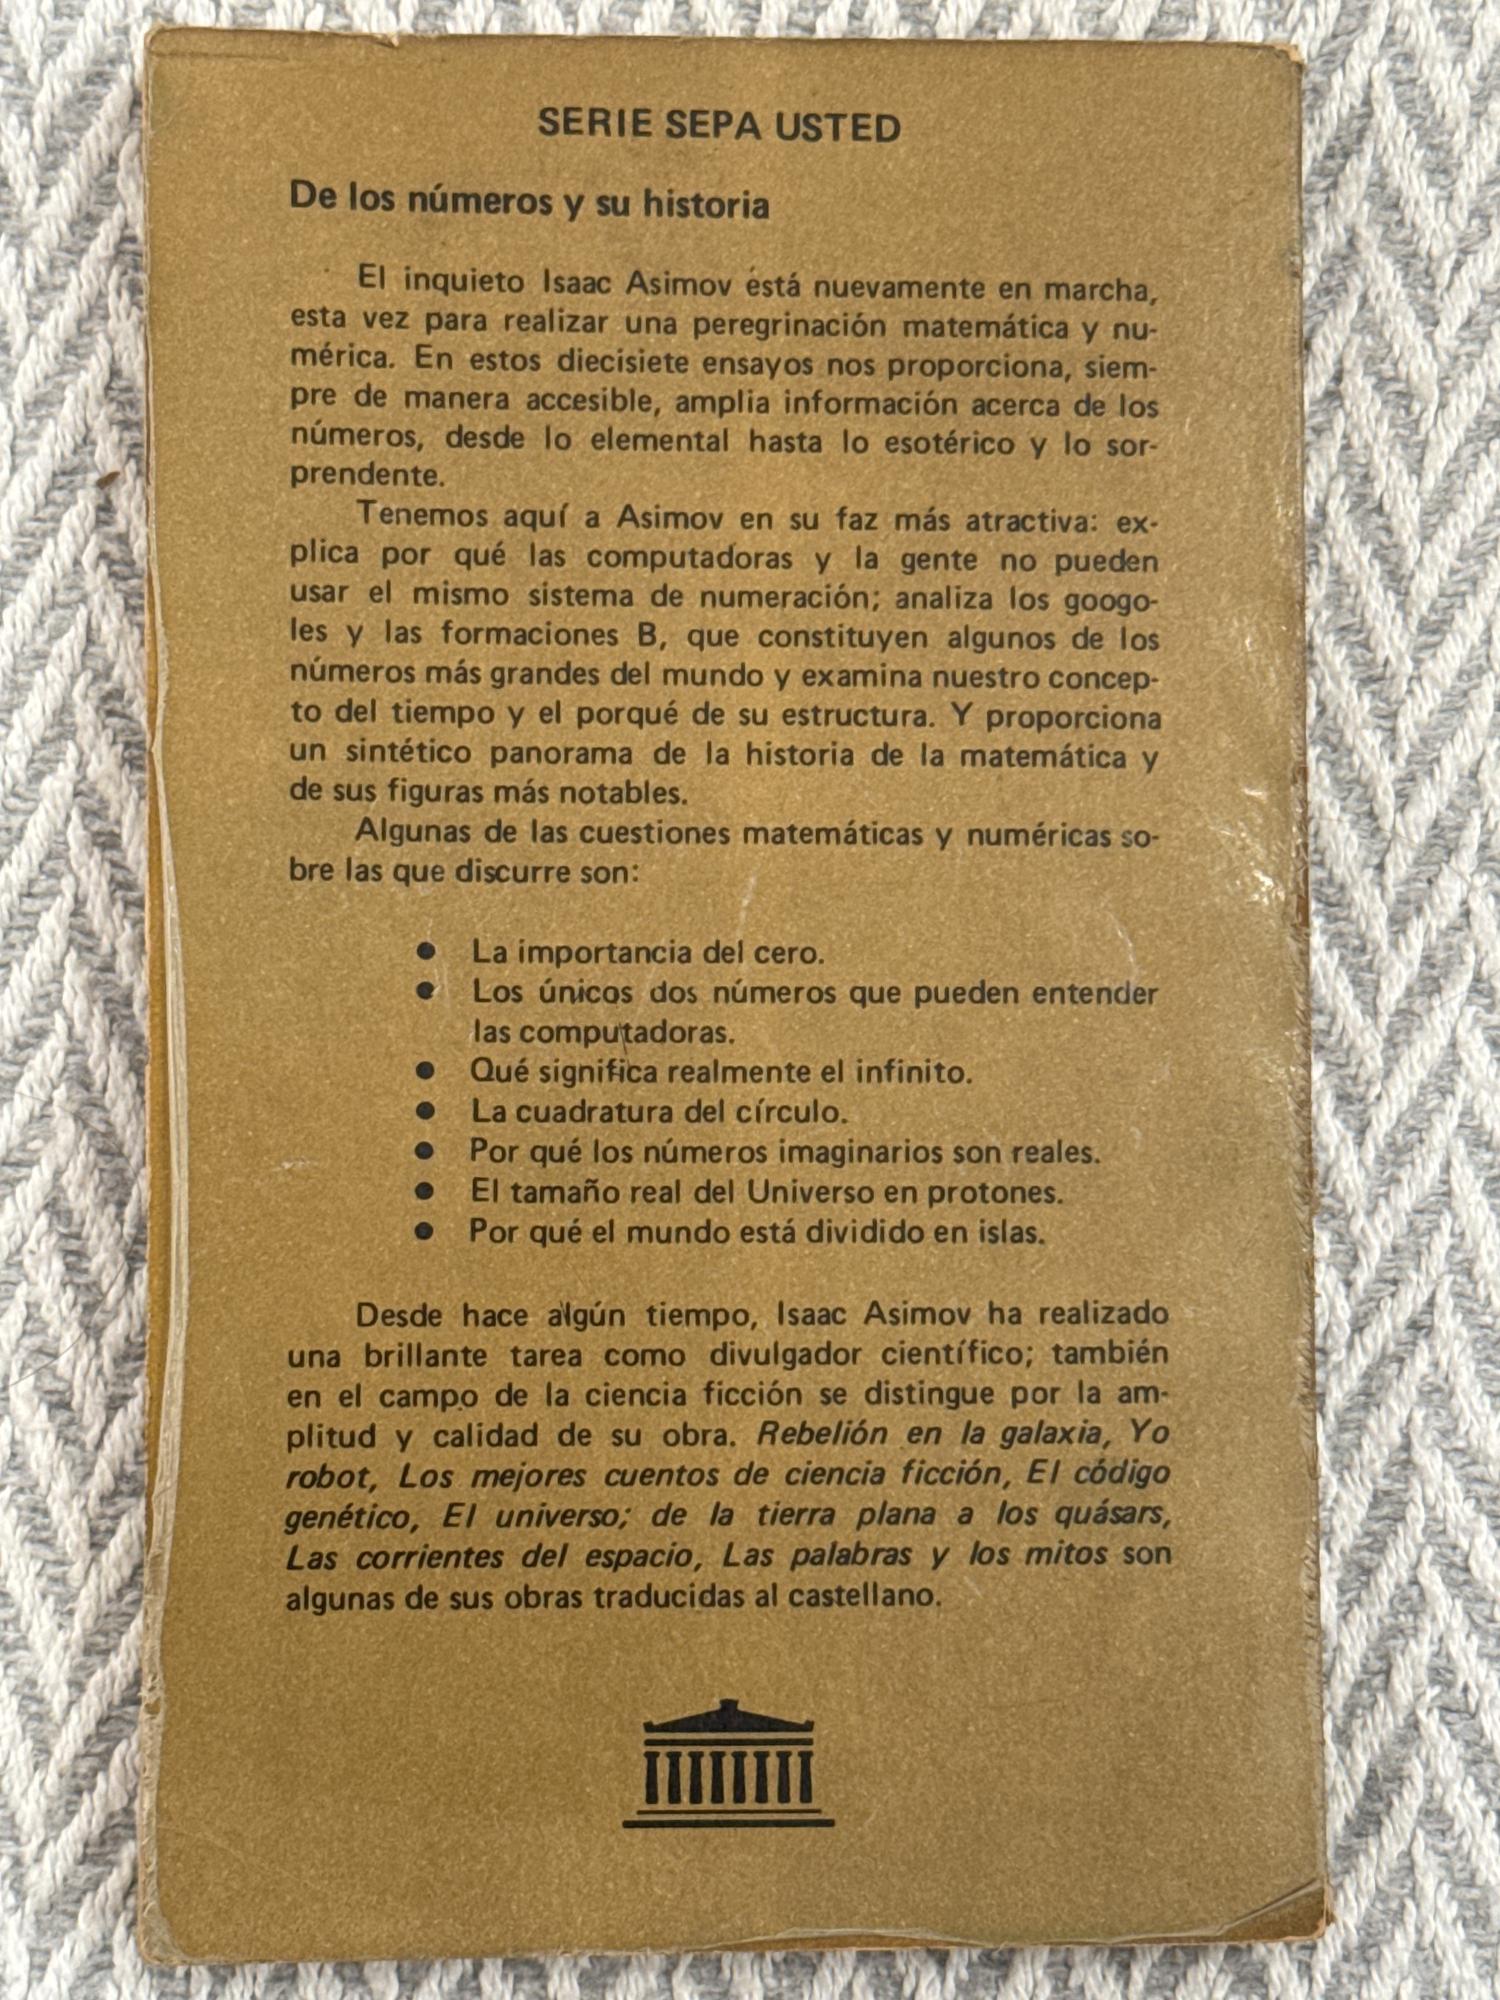 SERIE SEPA USTED
De los números y su historia
El inquieto Isaac Asimov está nuevamente en marcha,
esta vez para realizar una peregrinación matemática y nu-
mérica. En estos diecisiete ensayos nos proporciona, siem-
pre de manera accesible, amplia información acerca de los
números, desde lo elemental hasta lo esotérico y lo sor-
prendente.
Tenemos aquí a Asimov en su faz más atractiva: ex-
plica por qué las computadoras y la gente no pueden
usar el mismo sistema de numeración; analiza los googo-
les y las formaciones B, que constituyen algunos de los
números más grandes del mundo y examina nuestro concep-
to del tiempo y el porqué de su estructura. Y proporciona
un sintético panorama de la historia de la matemática y
de sus figuras más notables.
Algunas de las cuestiones matemáticas y numéricas so-
bre las que discurre son:
● La importancia del cero.
● Los únicos dos números que pueden entender
las computadoras.
● Qué significa realmente el infinito.
● La cuadratura del círculo.
● Por qué los números imaginarios son reales.
● El tamaño real del Universo en protones.
● Por qué el mundo está dividido en islas.
Desde hace algún tiempo, Isaac Asimov ha realizado
una brillante tarea como divulgador científico; también
en el campo de la ciencia ficción se distingue por la am-
plitud y calidad de su obra. Rebelión en la galaxia, Yo
robot, Los mejores cuentos de ciencia ficción, El código
genético, El universo; de la tierra plana a los quásars,
Las corrientes del espacio, Las palabras y los mitos son
algunas de sus obras traducidas al castellano.